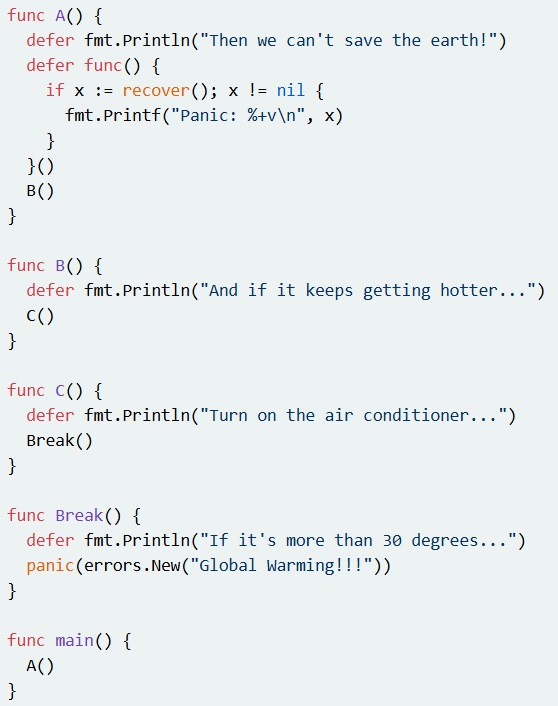 func A() {
  defer fmt.Println("Then we can't save the earth!")
  defer func() {
    if x := recover(); x != nil {
      fmt.Printf("Panic: %+v\n", x)
    }
  }()
  B()
}

func B() {
  defer fmt.Println("And if it keeps getting hotter...")
  C()
}

func C() {
  defer fmt.Println("Turn on the air conditioner...")
  Break()
}

func Break() {
  defer fmt.Println("If it's more than 30 degrees...")
  panic(errors.New("Global Warming!!!"))
}

func main() {
  A()
}